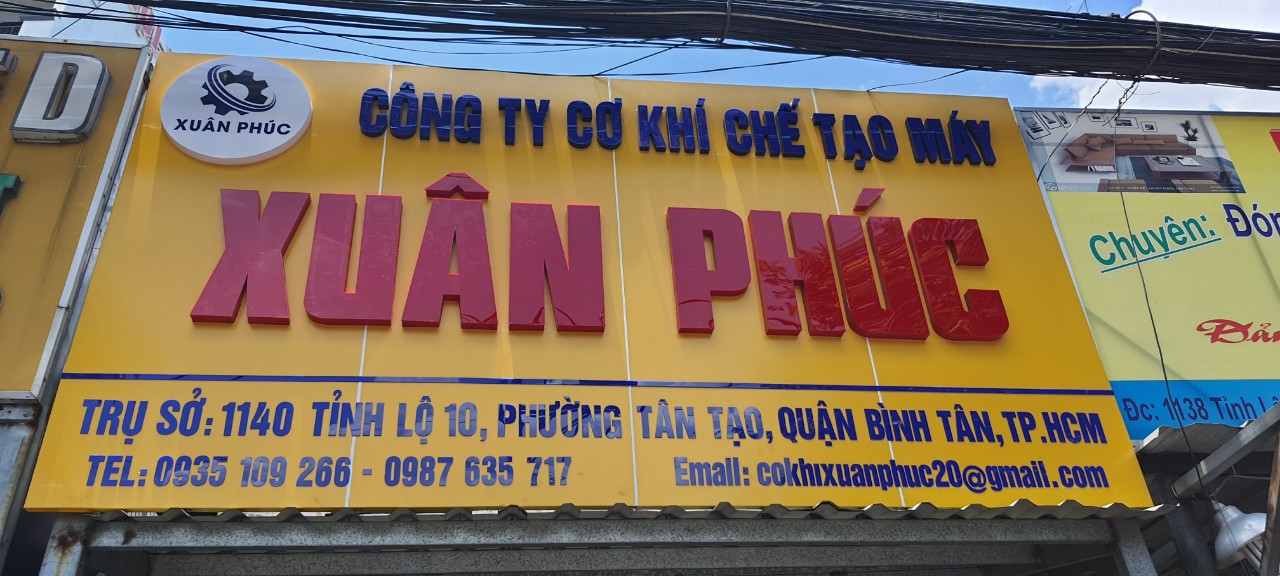 D
XUÂN PHÚC
CÔNG TY CƠ KHÍ CHẾ TẠO MÁY
XUÂN PHÚC
TRỤ SỞ: 1140 TỈNH LỘ 10, PHƯỜNG TÂN TẠO, QUẬN BÌNH TÂN, TP.HCM
TEL: 0935 109 266 - 0987 635 717
Email: cokhixuanphuc20@gmail.com
Chuyên: Đón
Đc: 1138 Tỉnh